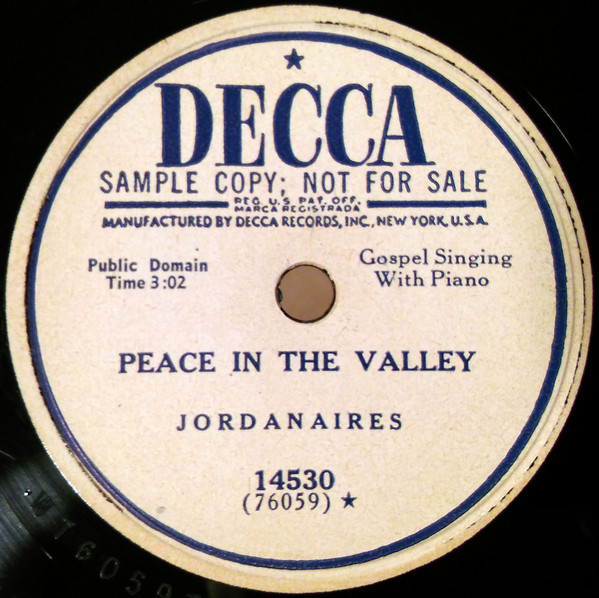 ★
DECCA
SAMPLE COPY; NOT FOR SALE
REG. U.S. PAT. OFF.
MARCA REGISTRADA
MANUFACTURED BY DECCA RECORDS, INC., NEW YORK, U.S.A.
Public Domain
Time 3:02
Gospel Singing
With Piano
PEACE IN THE VALLEY
JORDANAIRES
14530
(76059) ★
W76059